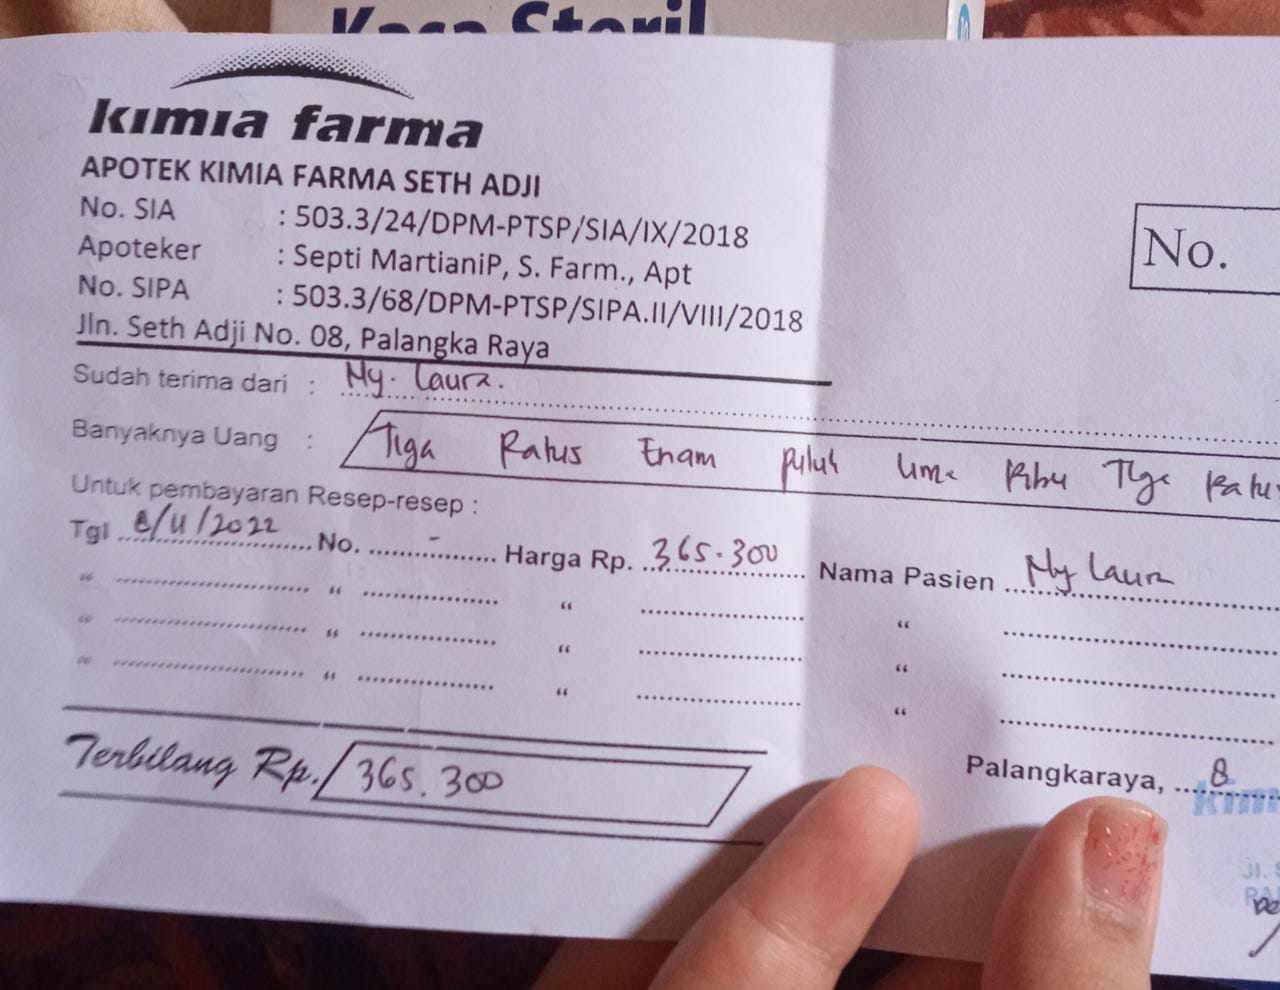 Kasa Steril
kimia farma
APOTEK KIMIA FARMA SETH ADJI
No. SIA : 503.3/24/DPM-PTSP/SIA/IX/2018
Apoteker : Septi MartianiP, S. Farm., Apt
No. SIPA : 503.3/68/DPM-PTSP/SIPA.II/VIII/2018
Jln. Seth Adji No. 08, Palangka Raya
No.
Sudah terima dari : Ny. Laura.
Banyaknya Uang : Tiga Ratus Enam puluh lima Ribu Tiga Ratus
Untuk pembayaran Resep-resep :
Tgl 8/11/2022 No. - Harga Rp. 365.300 Nama Pasien Ny Laura
“ “ “ “
“ “ “ “
“ “ “ “
Terbilang Rp. 365.300
Palangkaraya, 8
kim
Jl. S